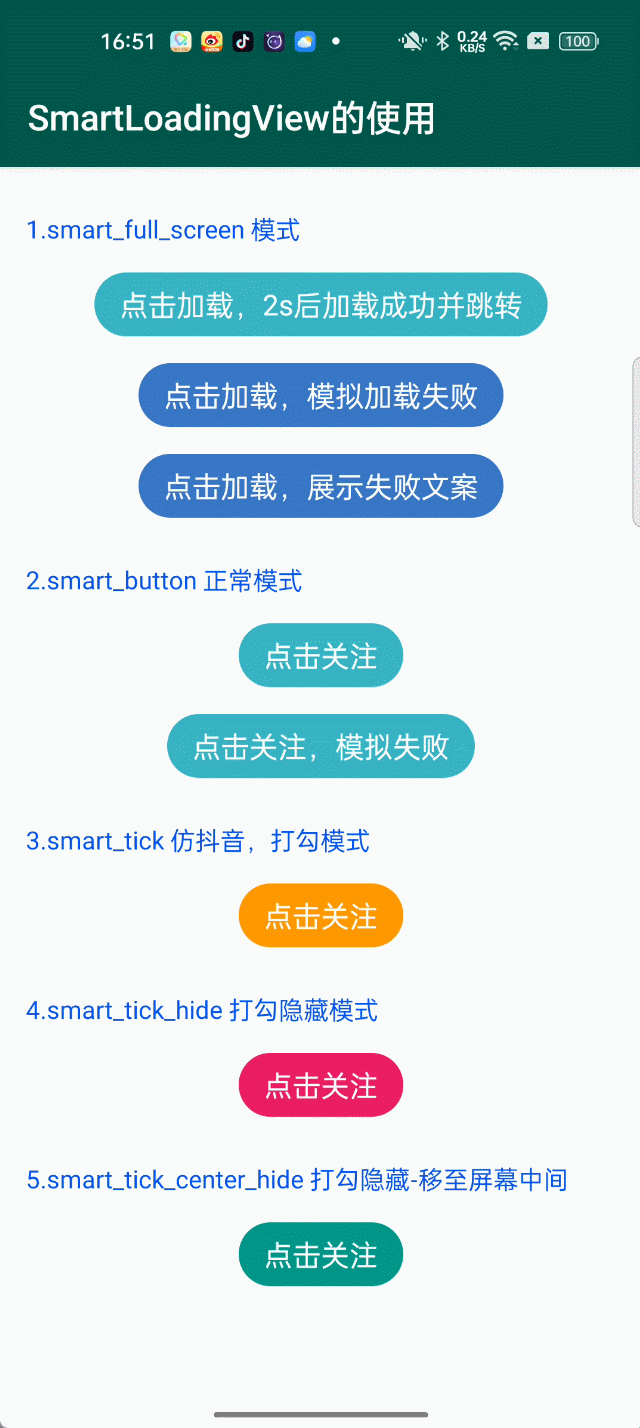 16:51
0.24
KB/S
100
SmartLoadingView的使用
1.smart_full_screen 模式
点击加载，2s后加载成功并跳转
点击加载，模拟加载失败
点击加载，展示失败文案
2.smart_button 正常模式
点击关注
点击关注，模拟失败
3.smart_tick 仿抖音，打勾模式
点击关注
4.smart_tick_hide 打勾隐藏模式
点击关注
5.smart_tick_center_hide 打勾隐藏-移至屏幕中间
点击关注